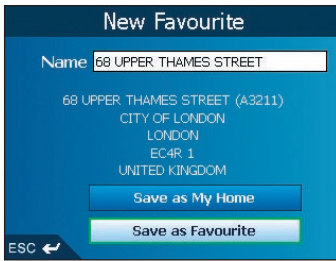 New Favourite
Name 68 UPPER THAMES STREET
68 UPPER THAMES STREET (A3211)
CITY OF LONDON
LONDON
EC4R 1
UNITED KINGDOM
Save as My Home
Save as Favourite
ESC